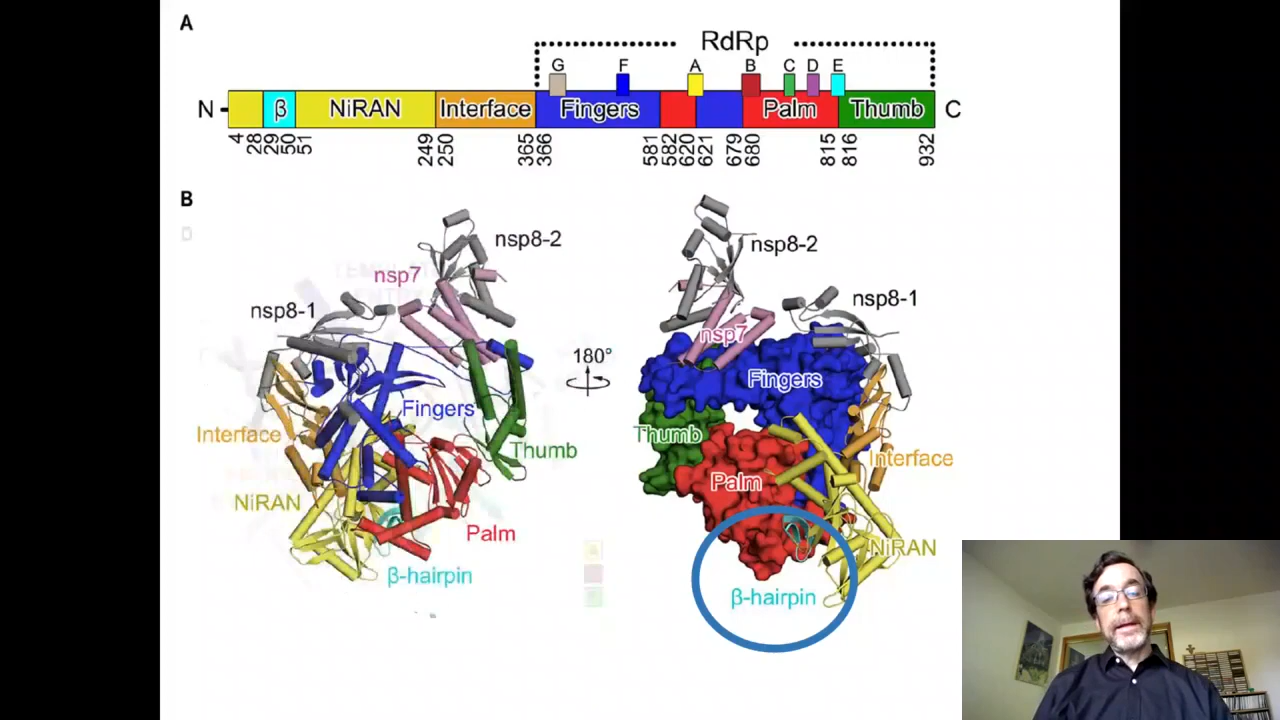 A
RdRp
G F A B C D E
N β NiRAN Interface Fingers Palm Thumb C
4 28 29 50 51 249 250 365 366 581 582 620 621 679 680 815 816 932
B
nsp8-2
nsp7
nsp8-1
Fingers
Interface
Thumb
NiRAN
Palm
β-hairpin
180°
nsp8-2
nsp8-1
nsp7
Fingers
Thumb
Interface
Palm
NiRAN
β-hairpin